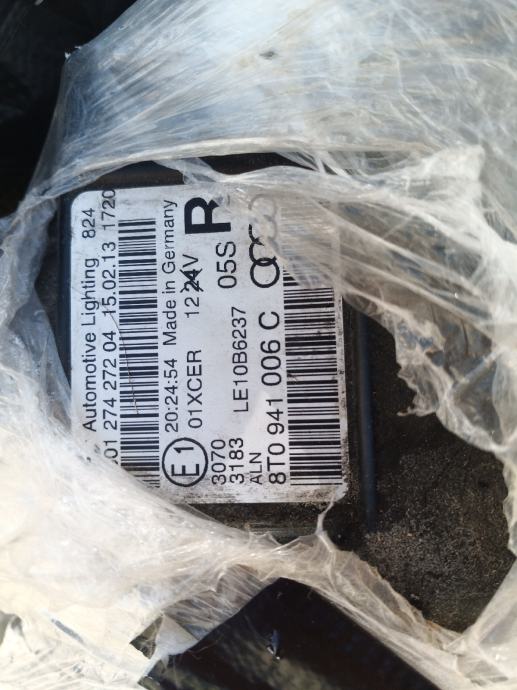 Automotive Lighting 824
01 274 272 04 15.02.13 1720
20:24:54 Made in Germany
E1 01XCER 12 24V R
3070
3183 LE10B6237 05S
ALN
8T0 941 006 C